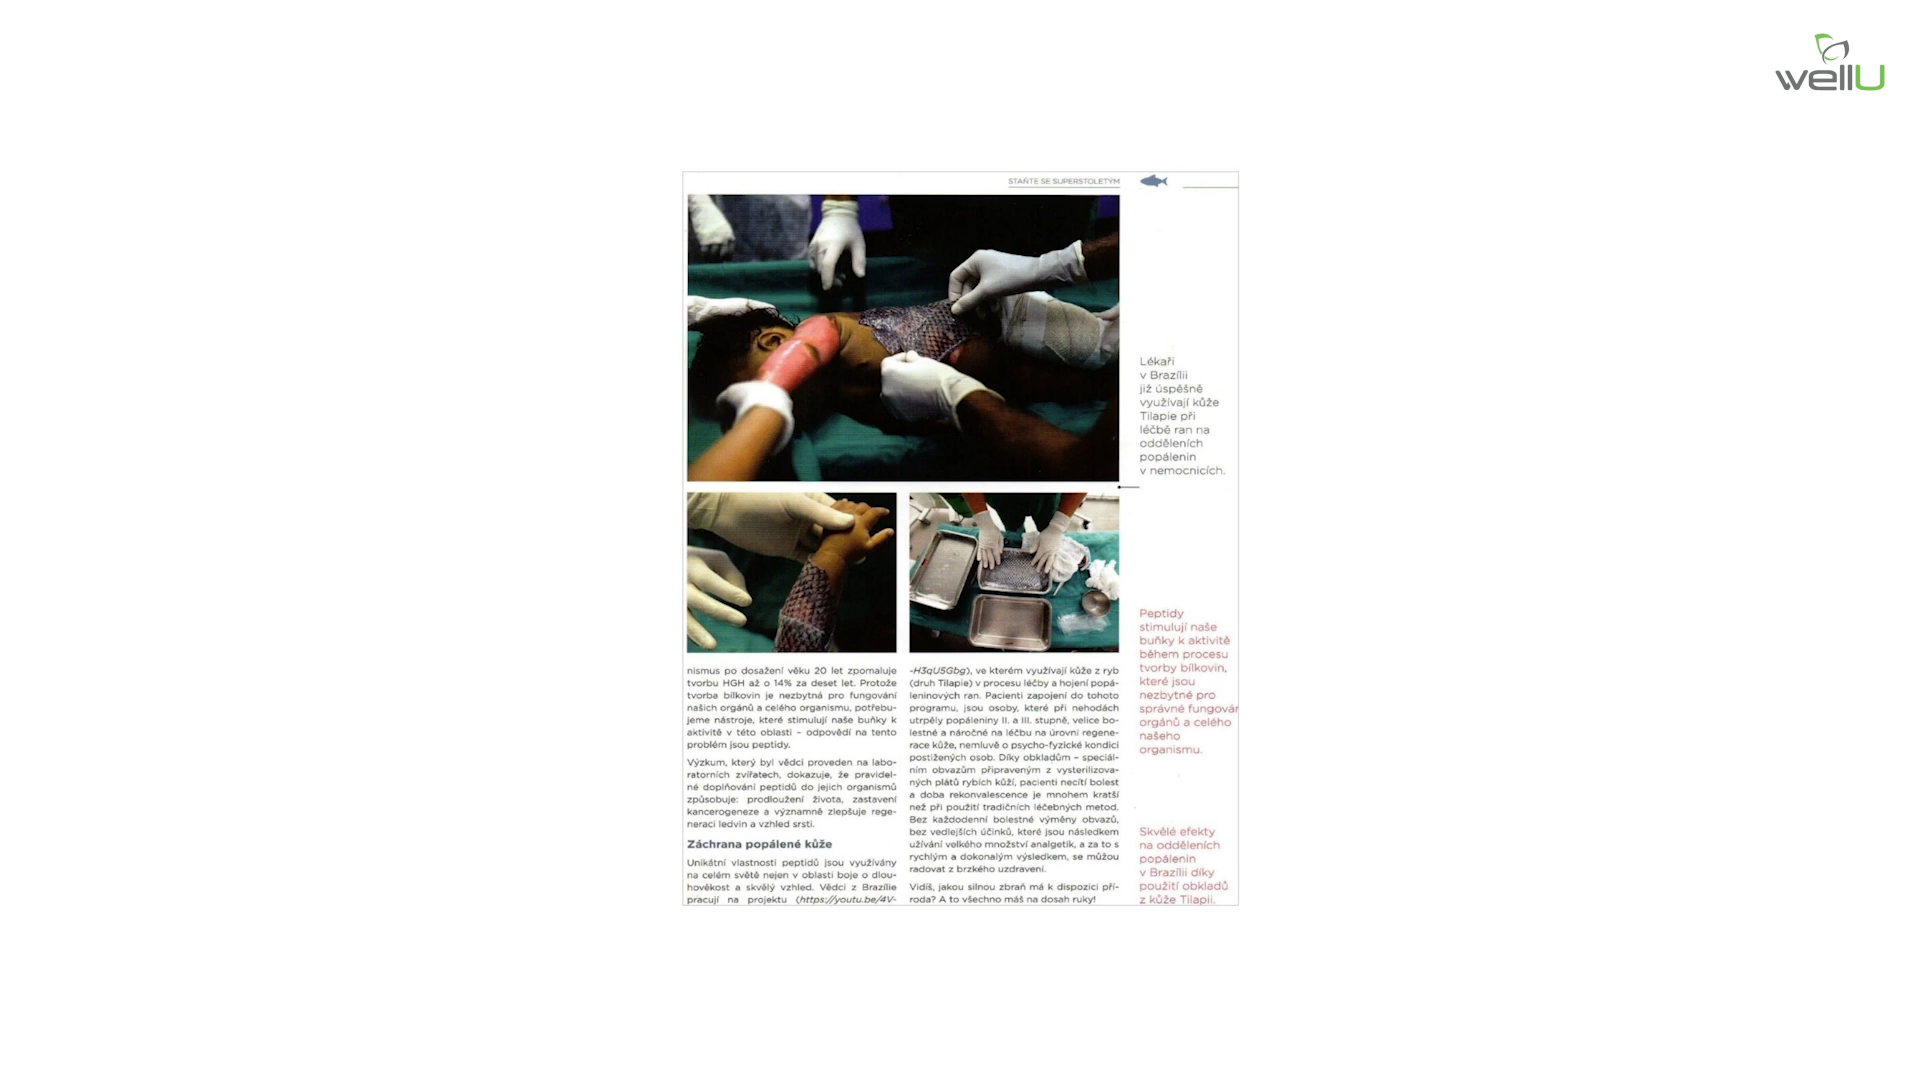 wellU
STAŇTE SE SUPERSTOLETÝM
Lékaři
v Brazílii
již úspěšně
využívají kůže
Tilapie při
léčbě ran na
odděleních
popálenin
v nemocnicích.
nismus po dosažení věku 20 let zpomaluje
tvorbu HGH až o 14% za deset let. Protože
tvorba bílkovin je nezbytná pro fungování
našich orgánů a celého organismu, potřebu-
jeme nástroje, které stimulují naše buňky k
aktivitě v této oblasti – odpovědí na tento
problém jsou peptidy.
Výzkum, který byl vědci proveden na labo-
ratorních zvířatech, dokazuje, že pravidel-
né doplňování peptidů do jejich organismů
způsobuje: prodloužení života, zastavení
kancerogeneze a významně zlepšuje rege-
neraci ledvin a vzhled srsti.
Záchrana popálené kůže
Unikátní vlastnosti peptidů jsou využívány
na celém světě nejen v oblasti boje o dlou-
hověkost a skvělý vzhled. Vědci z Brazílie
pracují na projektu (https://youtu.be/4V-
-H3qU5Gbg), ve kterém využívají kůže z ryb
(druh Tilapie) v procesu léčby a hojení popá-
leninových ran. Pacienti zapojení do tohoto
programu, jsou osoby, které při nehodách
utrpěly popáleniny II. a III. stupně, velice bo-
lestné a náročné na léčbu na úrovni regene-
race kůže, nemluvě o psycho-fyzické kondici
postižených osob. Díky obkladům – speciál-
ním obvazům připraveným z vysterilizova-
ných plátů rybích kůží, pacienti necítí bolest
a doba rekonvalescence je mnohem kratší
než při použití tradičních léčebných metod.
Bez každodenní bolestné výměny obvazů,
bez vedlejších účinků, které jsou následkem
užívání velkého množství analgetik, a za to s
rychlým a dokonalým výsledkem, se můžou
radovat z brzkého uzdravení.
Vidíš, jakou silnou zbraň má k dispozici pří-
roda? A to všechno máš na dosah ruky!
Peptidy
stimulují naše
buňky k aktivitě
během procesu
tvorby bílkovin,
které jsou
nezbytné pro
správné fungován
orgánů a celého
našeho
organismu.
Skvělé efekty
na odděleních
popálenin
v Brazílii díky
použití obkladů
z kůže Tilapii.